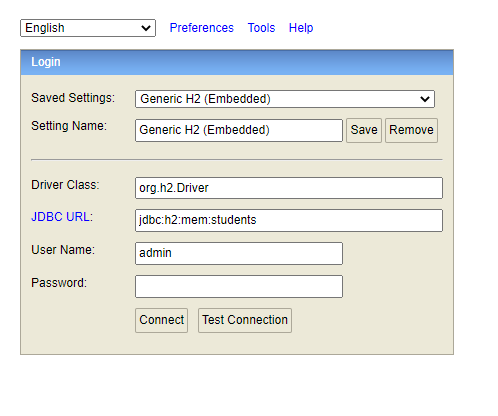 English Preferences Tools Help
Login
Saved Settings: Generic H2 (Embedded)
Setting Name: Generic H2 (Embedded) Save Remove
Driver Class: org.h2.Driver
JDBC URL: jdbc:h2:mem:students
User Name: admin
Password:
Connect Test Connection